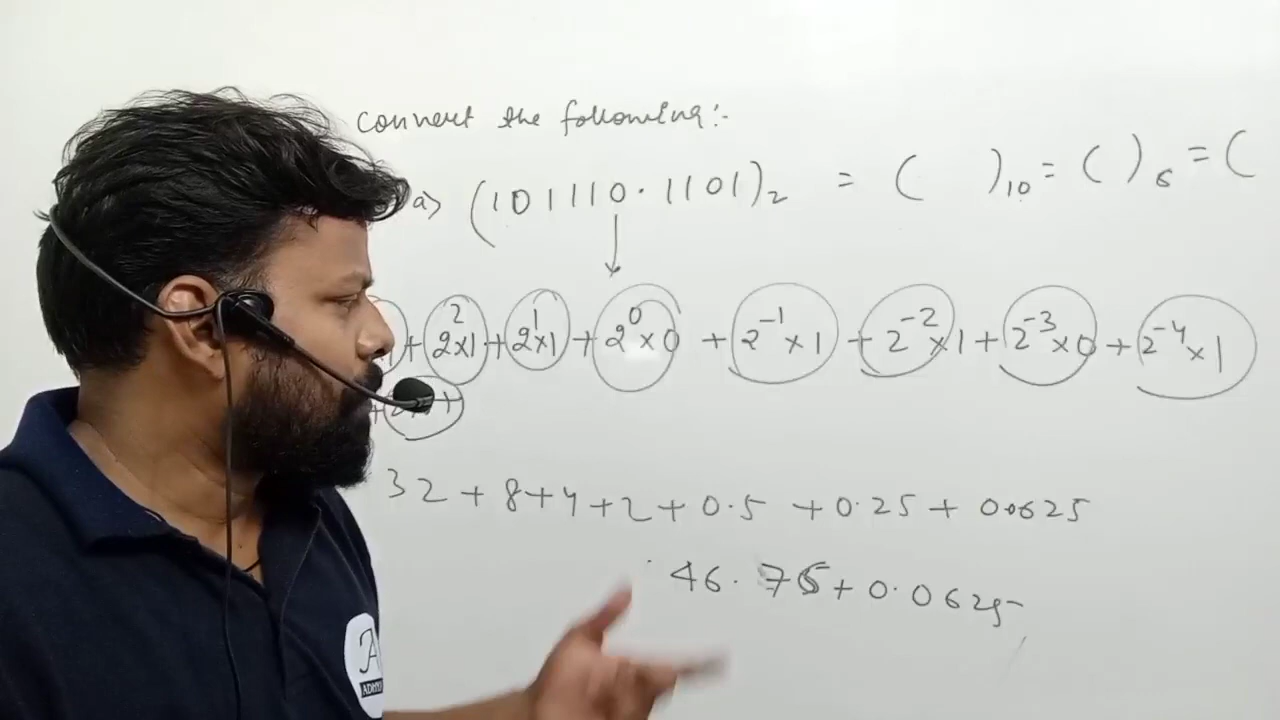 Convert the following:-
a> (101110.1101)₂ = ( )₁₀ = ( )₈ = (
1 + 2²×1 + 2¹×1 + 2⁰×0 + 2⁻¹×1 + 2⁻²×1 + 2⁻³×0 + 2⁻⁴×1
32 + 8 + 4 + 2 + 0.5 + 0.25 + 0.0625
46.75 + 0.0625
A